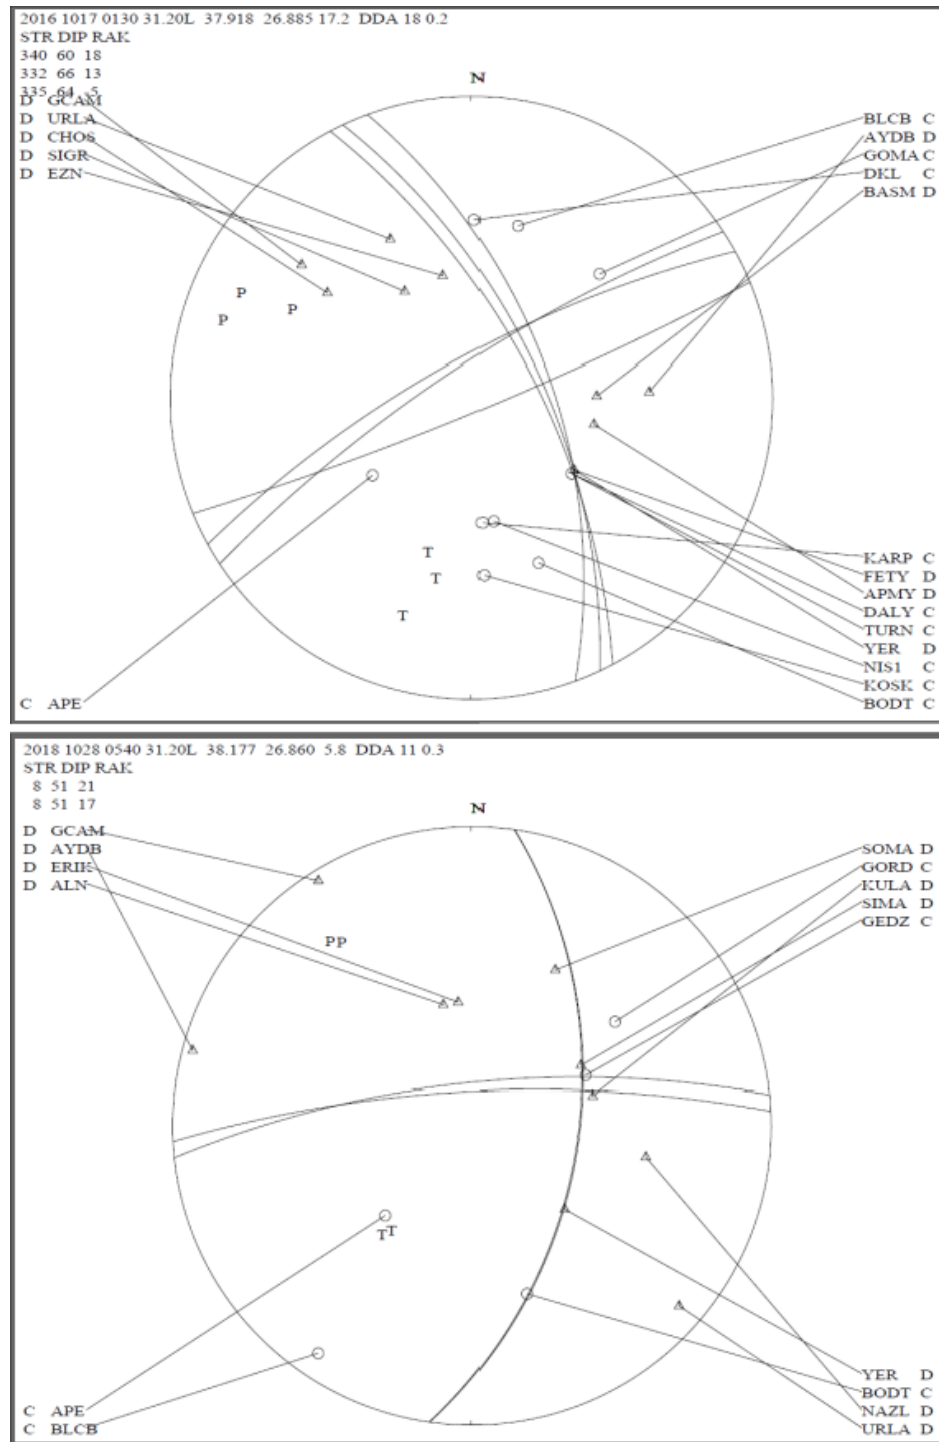 2016 1017 0130 31.20L 37.918 26.885 17.2 DDA 18 0.2
STR DIP RAK
340 60 18
332 66 13
335 64 5
D GCAM
D URLA
D CHOS
D SIGR
D EZN
N
BLCB C
AYDB D
GOMA C
DKL C
BASM D
P
P
P
T
T
T
KARP C
FETY D
APMY D
DALY C
TURN C
YER D
NIS1 C
KOSK C
BODT C
C APE
2018 1028 0540 31.20L 38.177 26.860 5.8 DDA 11 0.3
STR DIP RAK
8 51 21
8 51 17
N
D GCAM
D AYDB
D ERIK
D ALN
SOMA D
GORD C
KULA D
SIMA D
GEDZ C
PP
TT
YER D
BODT C
NAZL D
URLA D
C APE
C BLCB